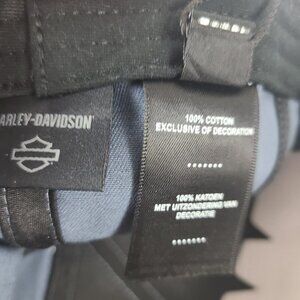 ARLEY-DAVIDSON
100% COTTON
EXCLUSIVE OF DECORATION
.......
100% KATOEN
MET UITZONDERING VAN
DECORATIE
.......